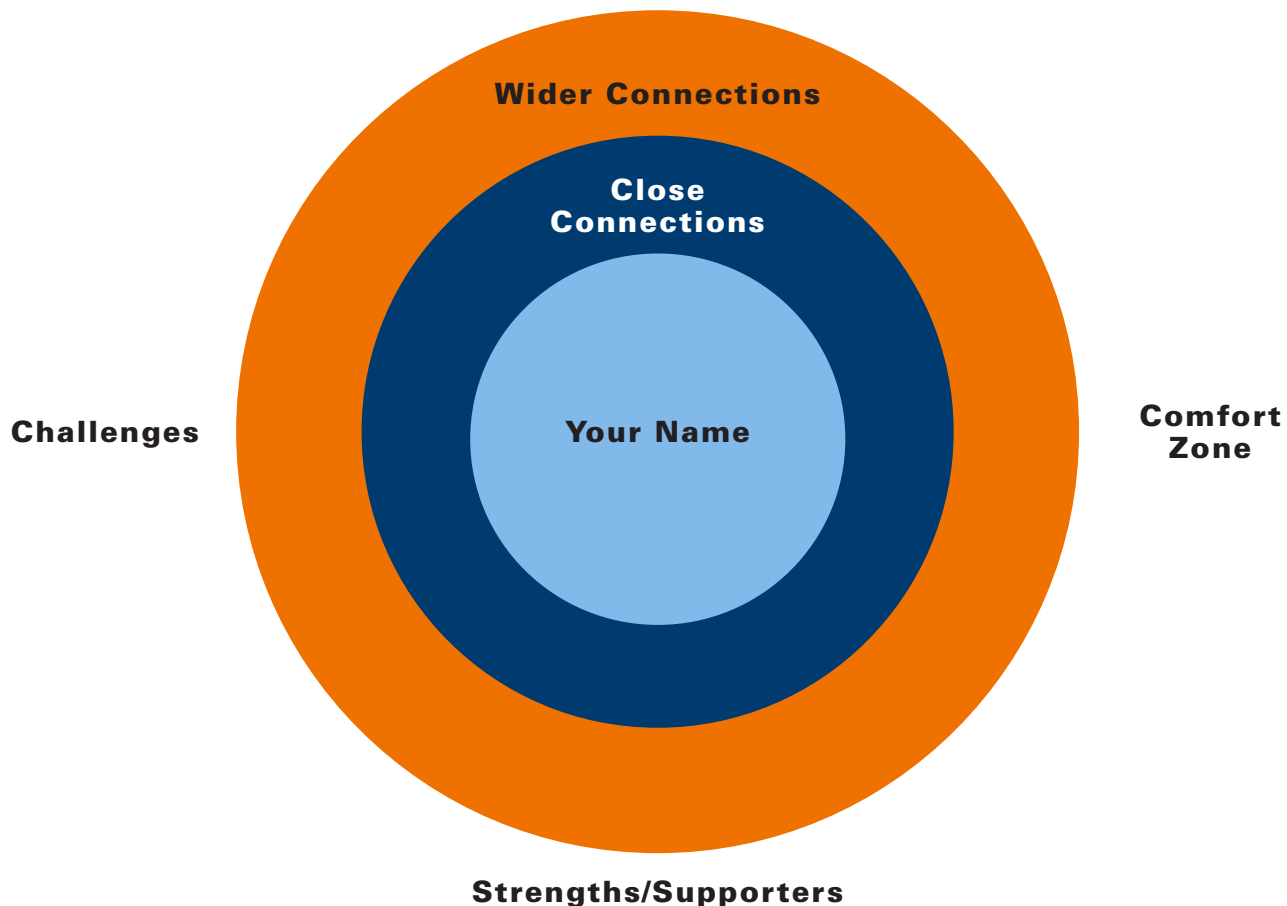 Wider Connections
Close
Connections
Challenges
Your Name
Comfort
Zone
Strengths/Supporters